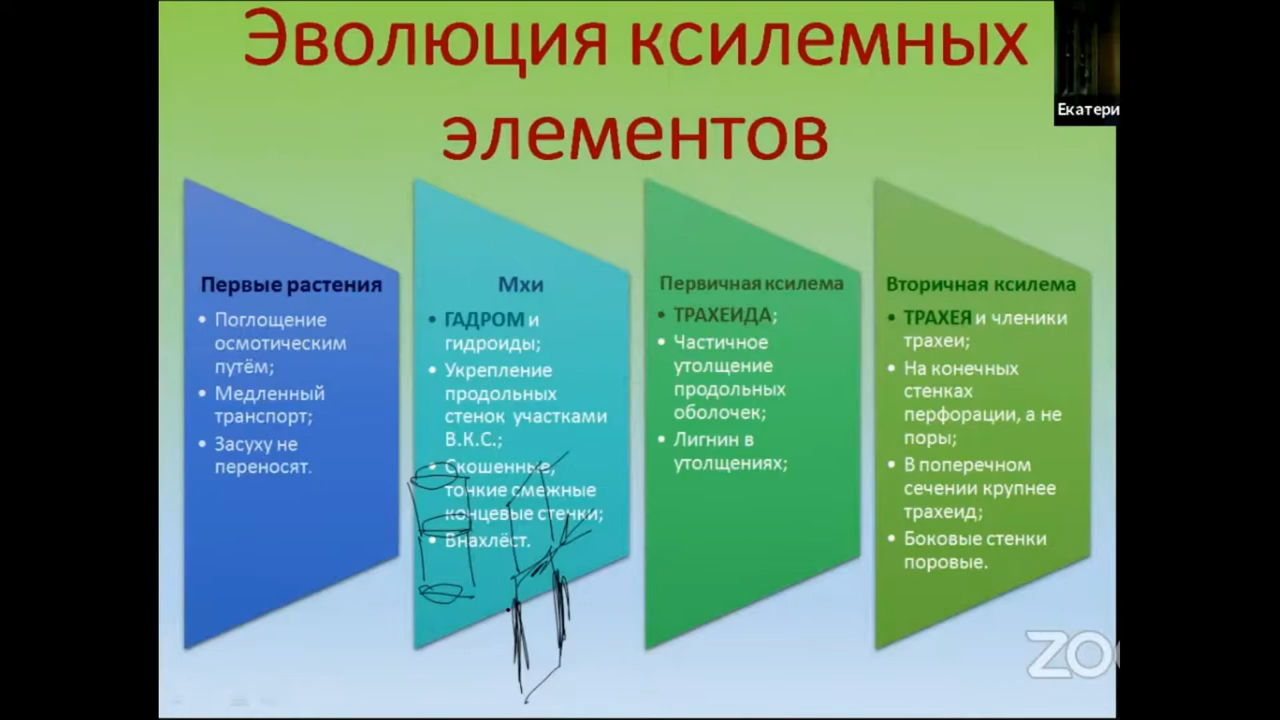 Эволюция ксилемных
элементов
Екатери
Первые растения
• Поглощение
осмотическим
путём;
• Медленный
транспорт;
• Засуху не
переносят.
Мхи
• ГАДРОМ и
гидроиды;
• Укрепление
продольных
стенок участками
В.К.С.;
• Скошенные,
тонкие смежные
концевые стенки;
• Внахлёст.
Первичная ксилема
• ТРАХЕИДА;
• Частичное
утолщение
продольных
оболочек;
• Лигнин в
утолщениях;
Вторичная ксилема
• ТРАХЕЯ и членики
трахеи;
• На конечных
стенках
перфорации, а не
поры;
• В поперечном
сечении крупнее
трахеид;
• Боковые стенки
поровые.
ZO